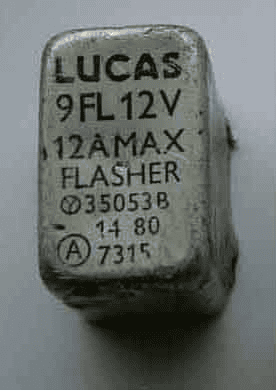 LUCAS
9FL 12V
12A MAX
FLASHER
Ⓨ 35053B
14 80
Ⓐ 7315